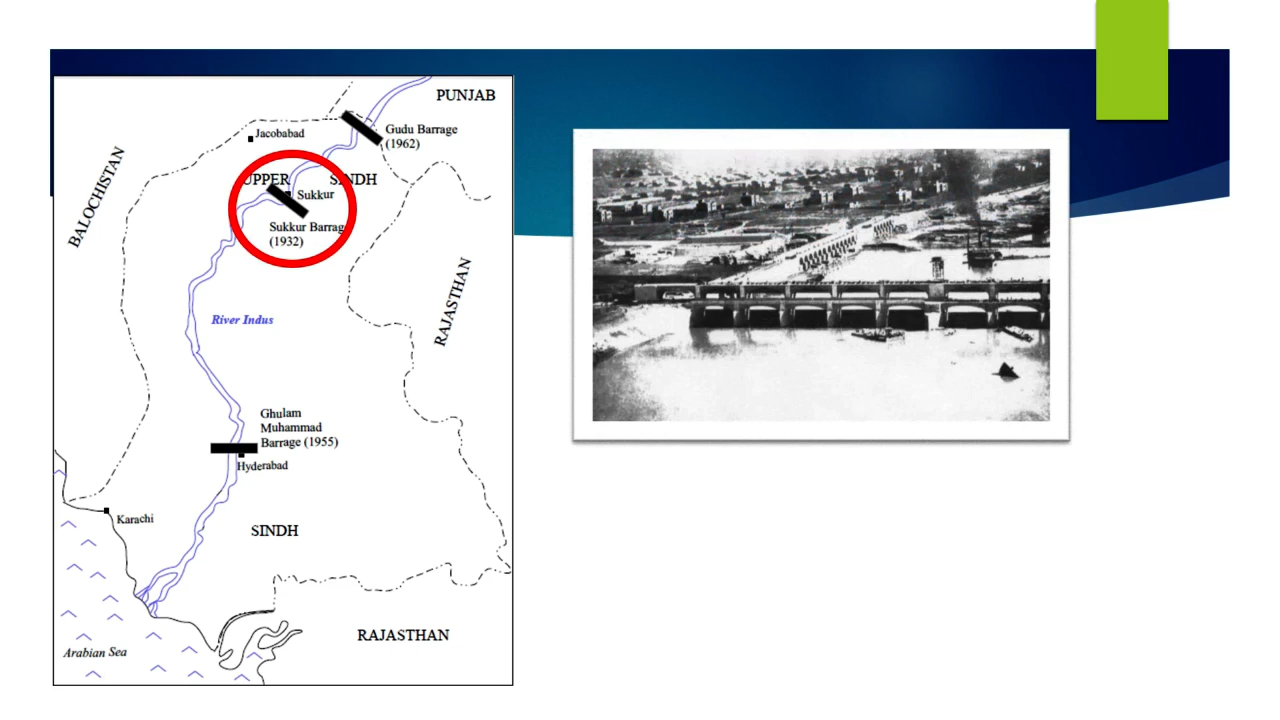 PUNJAB
Gudu Barrage
(1962)
Jacobabad
BALOCHISTAN
UPPER SINDH
Sukkur
Sukkur Barrag
(1932)
RAJASTHAN
River Indus
Ghulam
Muhammad
Barrage (1955)
Hyderabad
Karachi
SINDH
RAJASTHAN
Arabian Sea